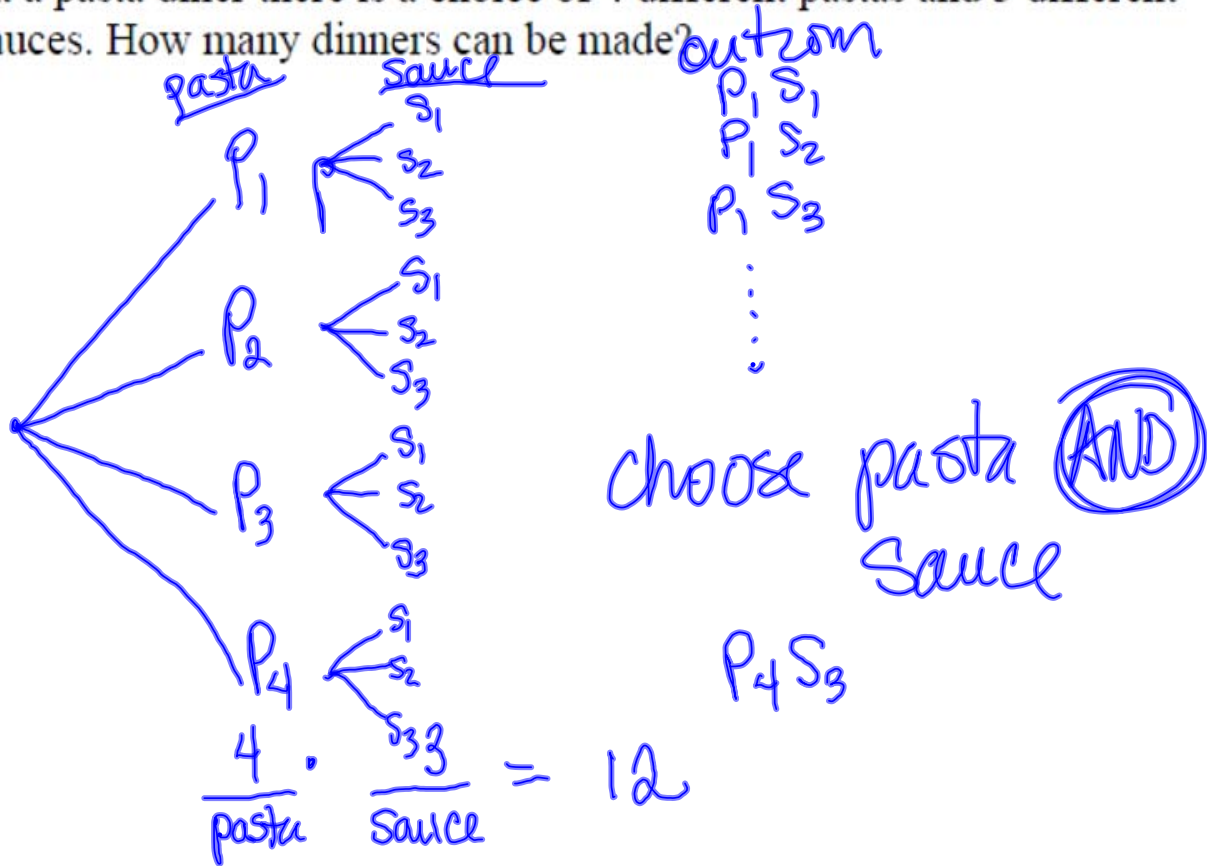 nuces. How many dinners can be made?
outzom
pasta sauce
P₁ S₁
P₁ S₂
P₁ S₃
P₁
S₁
S₂
S₃
P₂
S₁
S₂
S₃
P₃
S₁
S₂
S₃
P₄
S₁
S₂
S₃
choose pasta AND
sauce
P₄ S₃
4 · 3 = 12
pasta sauce